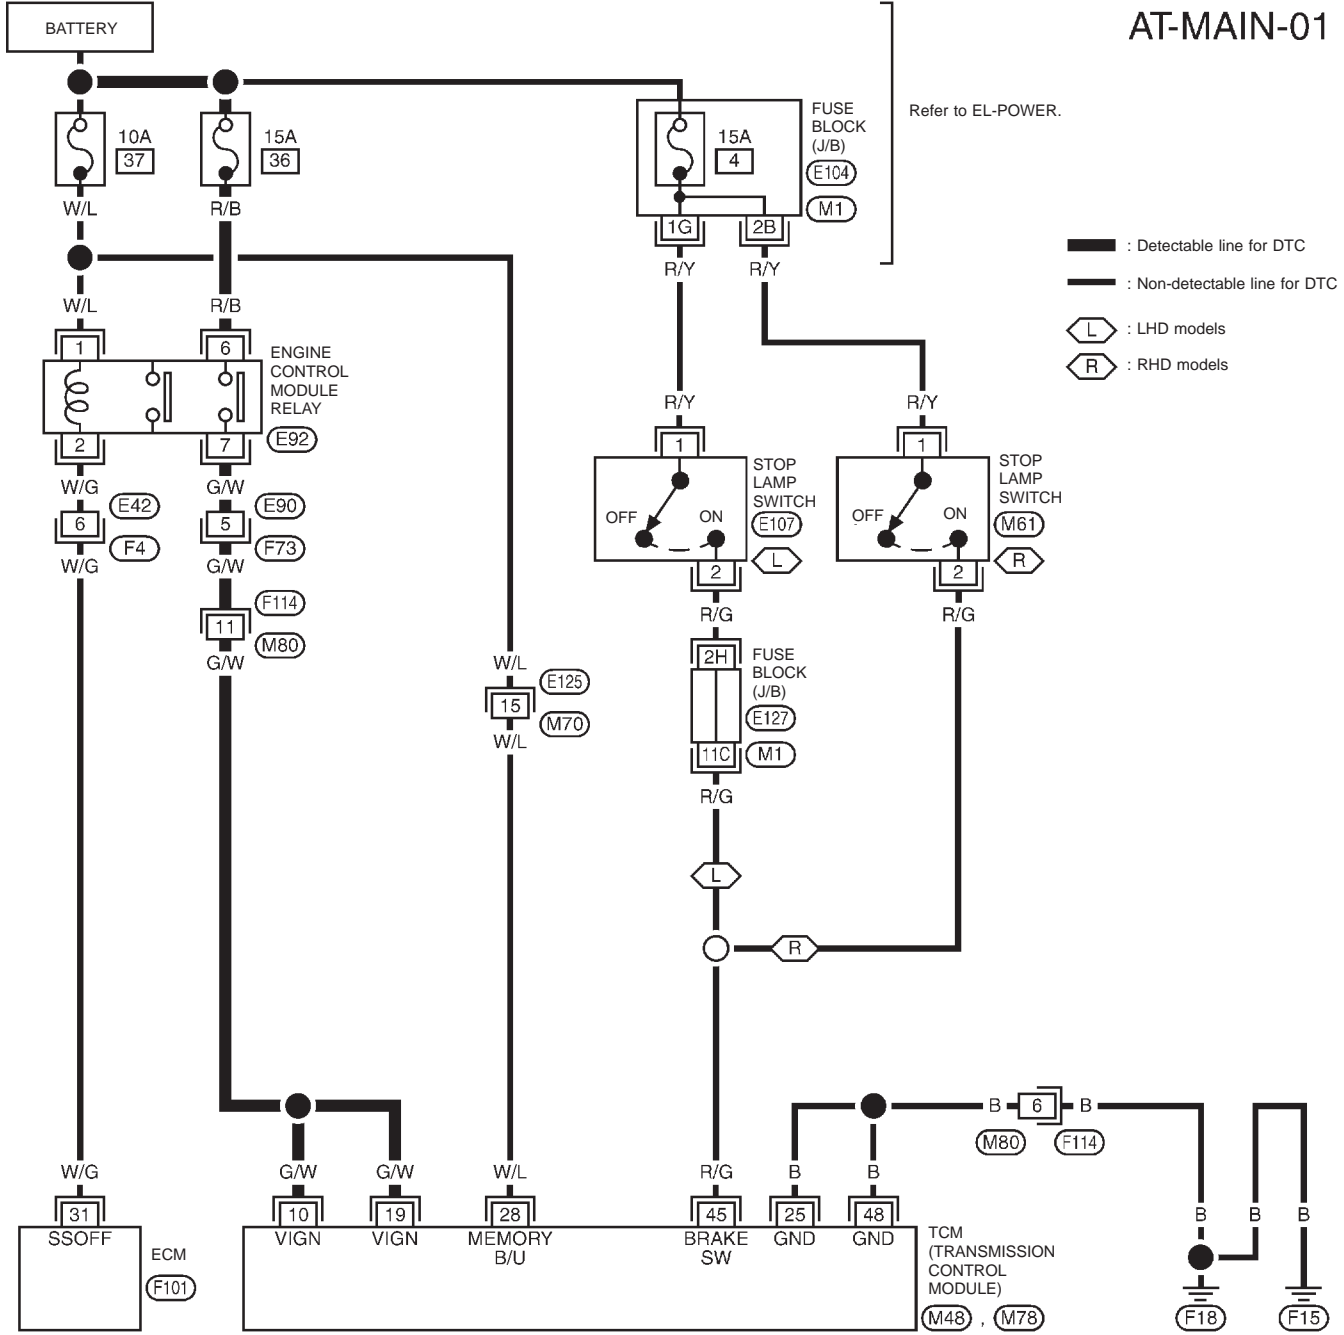 AT-MAIN-01
BATTERY
10A
37
15A
36
15A
4
FUSE
BLOCK
(J/B)
E104
M1
Refer to EL-POWER.
W/L
R/B
1G
2B
R/Y
R/Y
: Detectable line for DTC
: Non-detectable line for DTC
L : LHD models
R : RHD models
W/L
R/B
1
6
ENGINE
CONTROL
MODULE
RELAY
E92
2
7
R/Y
R/Y
1
1
STOP
LAMP
SWITCH
E107
L
OFF
ON
2
STOP
LAMP
SWITCH
M61
R
OFF
ON
2
W/G
G/W
6
E42
F4
5
E90
F73
W/G
G/W
11
F114
M80
G/W
R/G
R/G
2H
FUSE
BLOCK
(J/B)
E127
11C
M1
R/G
W/L
15
E125
M70
W/L
L
R
B
6
B
M80
F114
W/G
G/W
G/W
W/L
R/G
B
B
31
10
19
28
45
25
48
SSOFF
VIGN
VIGN
MEMORY
B/U
BRAKE
SW
GND
GND
ECM
F101
TCM
(TRANSMISSION
CONTROL
MODULE)
M48 , M78
B
B
B
F18
F15